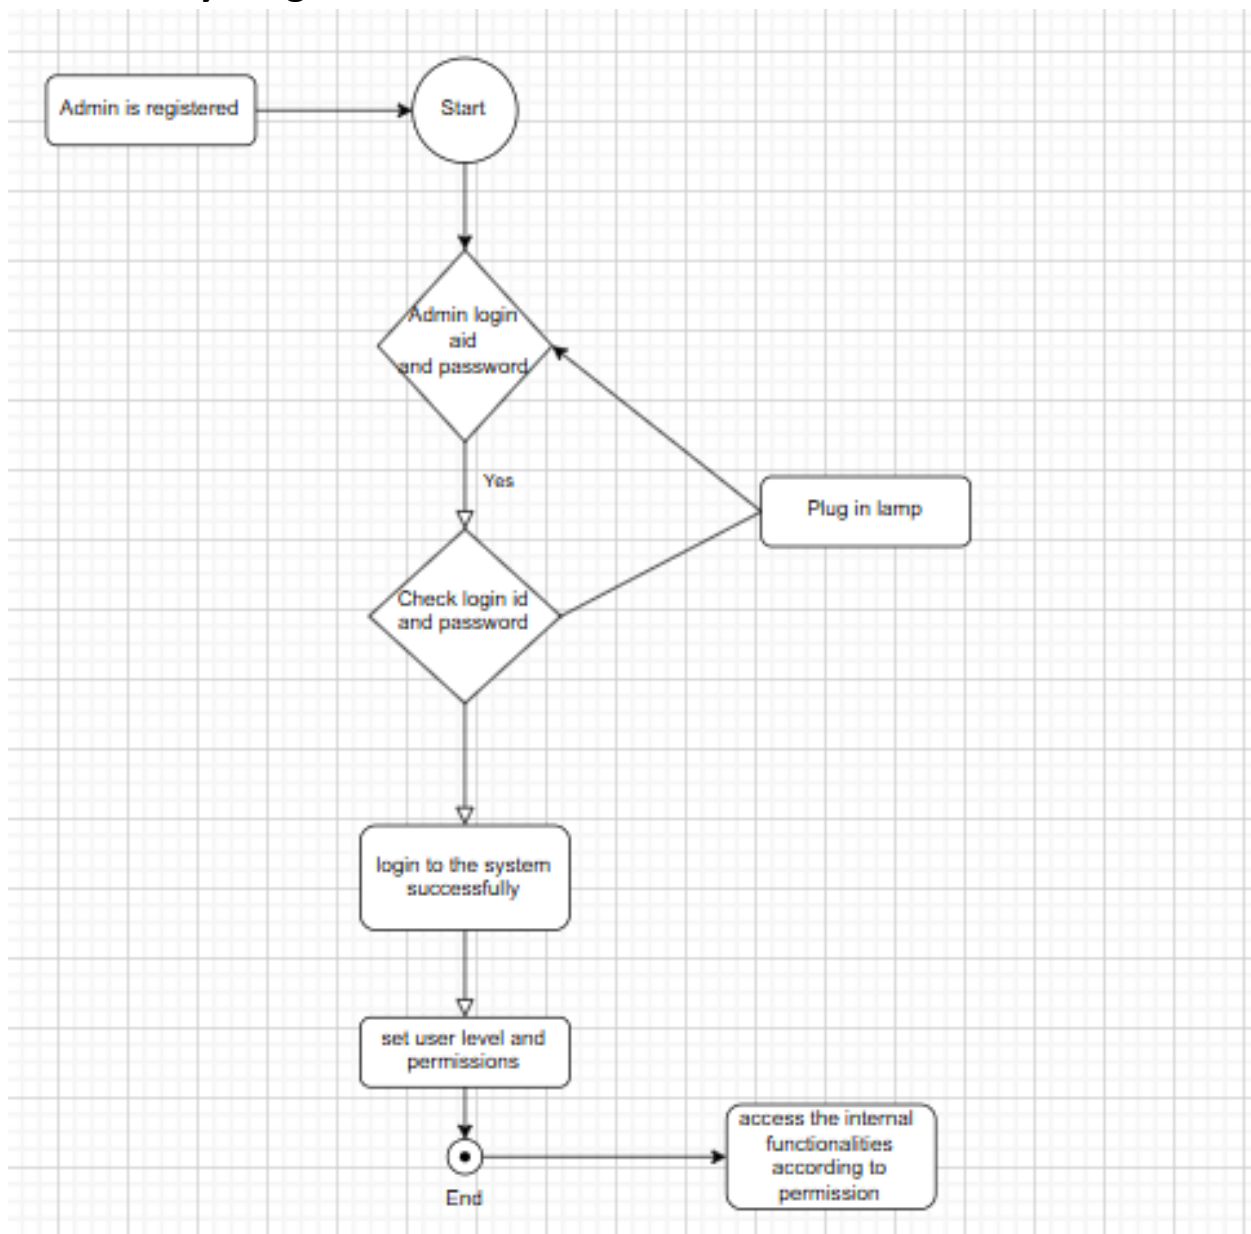 Admin is registered
Start
Admin login
aid
and password
Yes
Plug in lamp
Check login id
and password
login to the system
successfully
set user level and
permissions
End
access the internal
functionalities
according to
permission